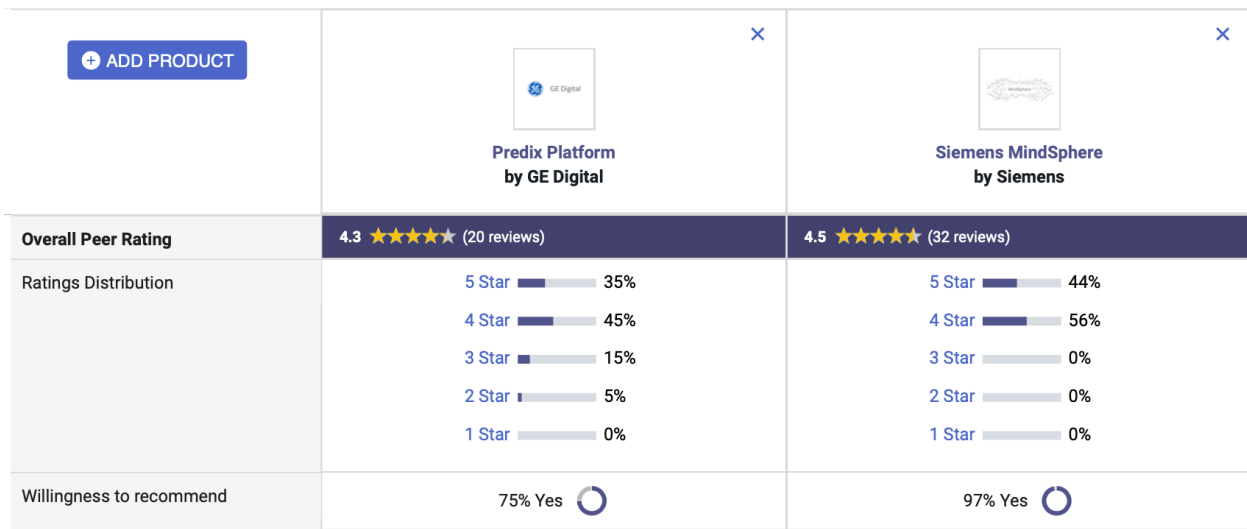 ADD PRODUCT
GE Digital
Predix Platform
by GE Digital
MindSphere
Siemens MindSphere
by Siemens
Overall Peer Rating
4.3 (20 reviews)
4.5 (32 reviews)
Ratings Distribution
5 Star 35%
4 Star 45%
3 Star 15%
2 Star 5%
1 Star 0%
5 Star 44%
4 Star 56%
3 Star 0%
2 Star 0%
1 Star 0%
Willingness to recommend
75% Yes
97% Yes